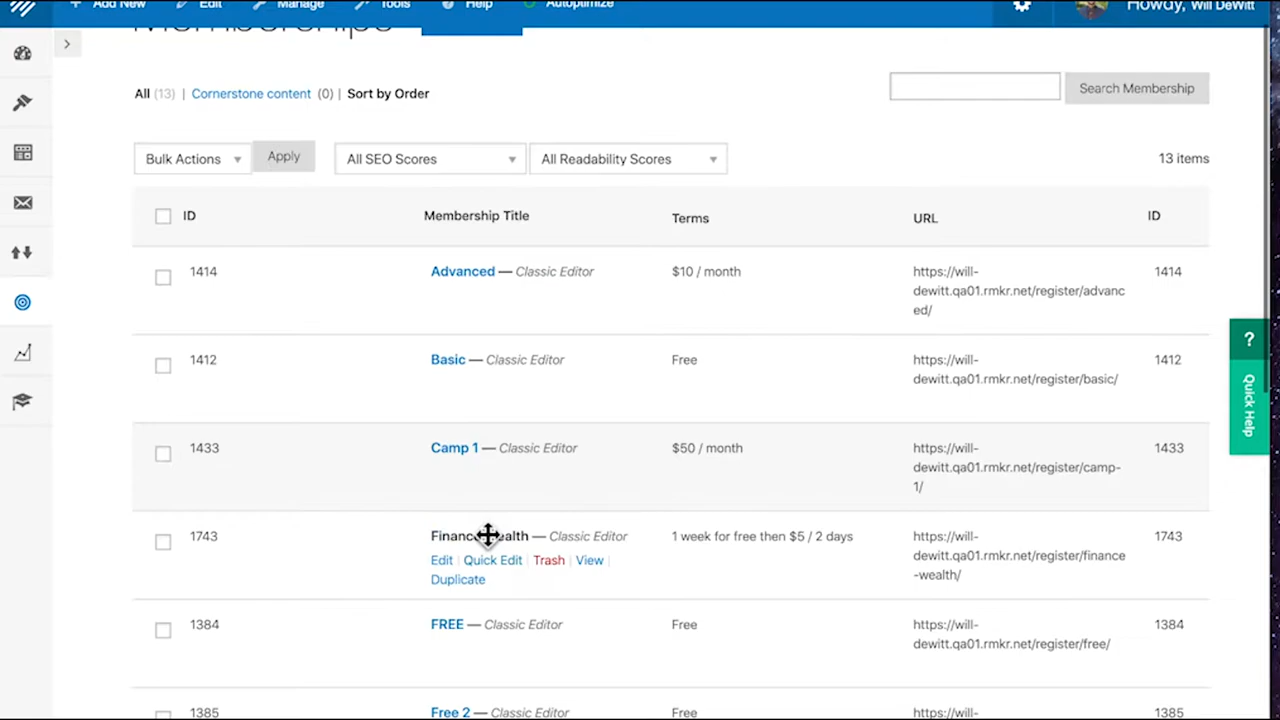 Add New Edit Manage Tools Help Autoptimize Howdy, Will DeWitt
Memberships
All (13) | Cornerstone content (0) | Sort by Order
Search Membership
Bulk Actions Apply All SEO Scores All Readability Scores 13 items
ID Membership Title Terms URL ID
1414 Advanced — Classic Editor $10 / month https://will- 1414
dewitt.qa01.rmkr.net/register/advanc
ed/
1412 Basic — Classic Editor Free https://will- 1412
dewitt.qa01.rmkr.net/register/basic/
1433 Camp 1 — Classic Editor $50 / month https://will- 1433
dewitt.qa01.rmkr.net/register/camp-
1/
1743 Finance Wealth — Classic Editor 1 week for free then $5 / 2 days https://will- 1743
Edit | Quick Edit | Trash | View | dewitt.qa01.rmkr.net/register/finance
Duplicate -wealth/
1384 FREE — Classic Editor Free https://will- 1384
dewitt.qa01.rmkr.net/register/free/
1385 Free 2 — Classic Editor Free https://will- 1385
? Quick Help